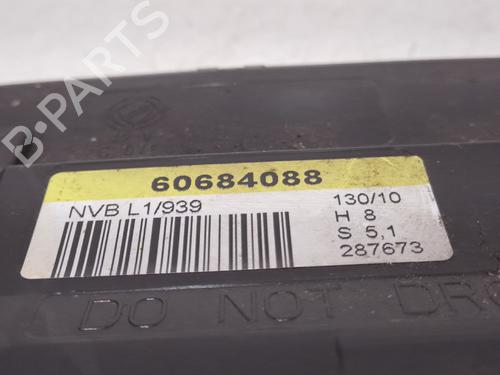 B-PARTS
60684088
NVB L1/939
130/10
H 8
S 5,1
287673
DO NOT DR